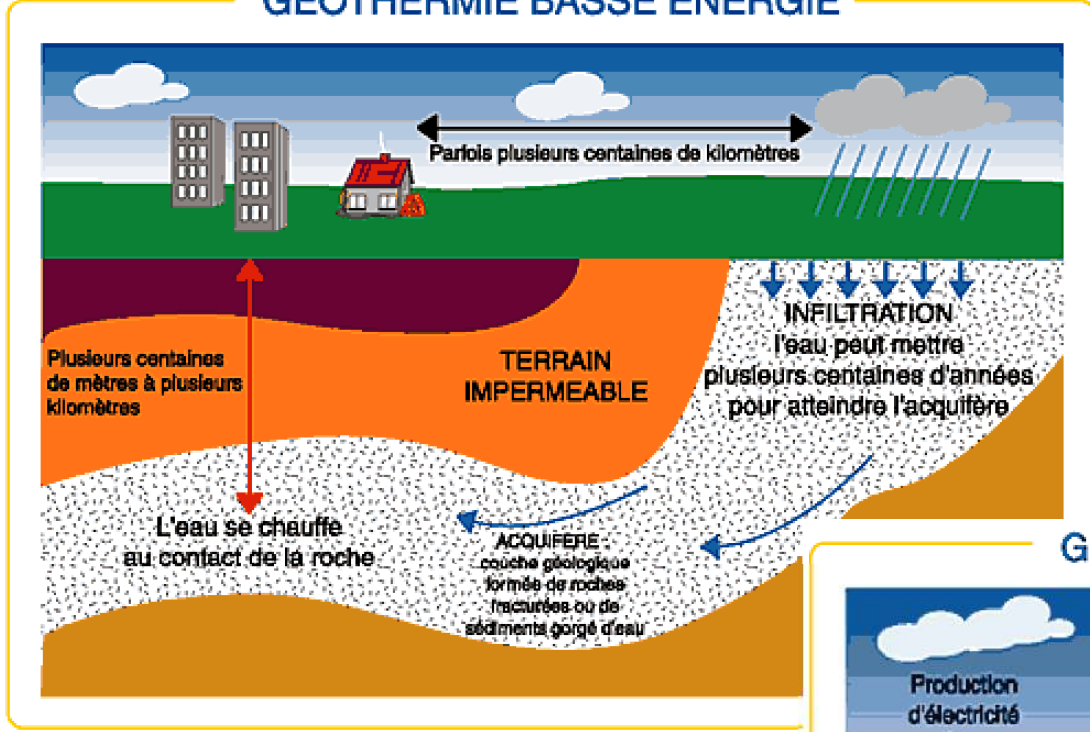 GEOTHERMIE BASSE ENERGIE
Parfois plusieurs centaines de kilomètres
INFILTRATION
l'eau peut mettre
plusieurs centaines d'années
pour atteindre l'acquifère
Plusieurs centaines
de mètres à plusieurs
kilomètres
TERRAIN
IMPERMEABLE
L'eau se chauffe
au contact de la roche
ACQUIFERE :
couche géologique
formée de roches
fracturées ou de
sédiments gorgé d'eau
G
Production
d'électricité